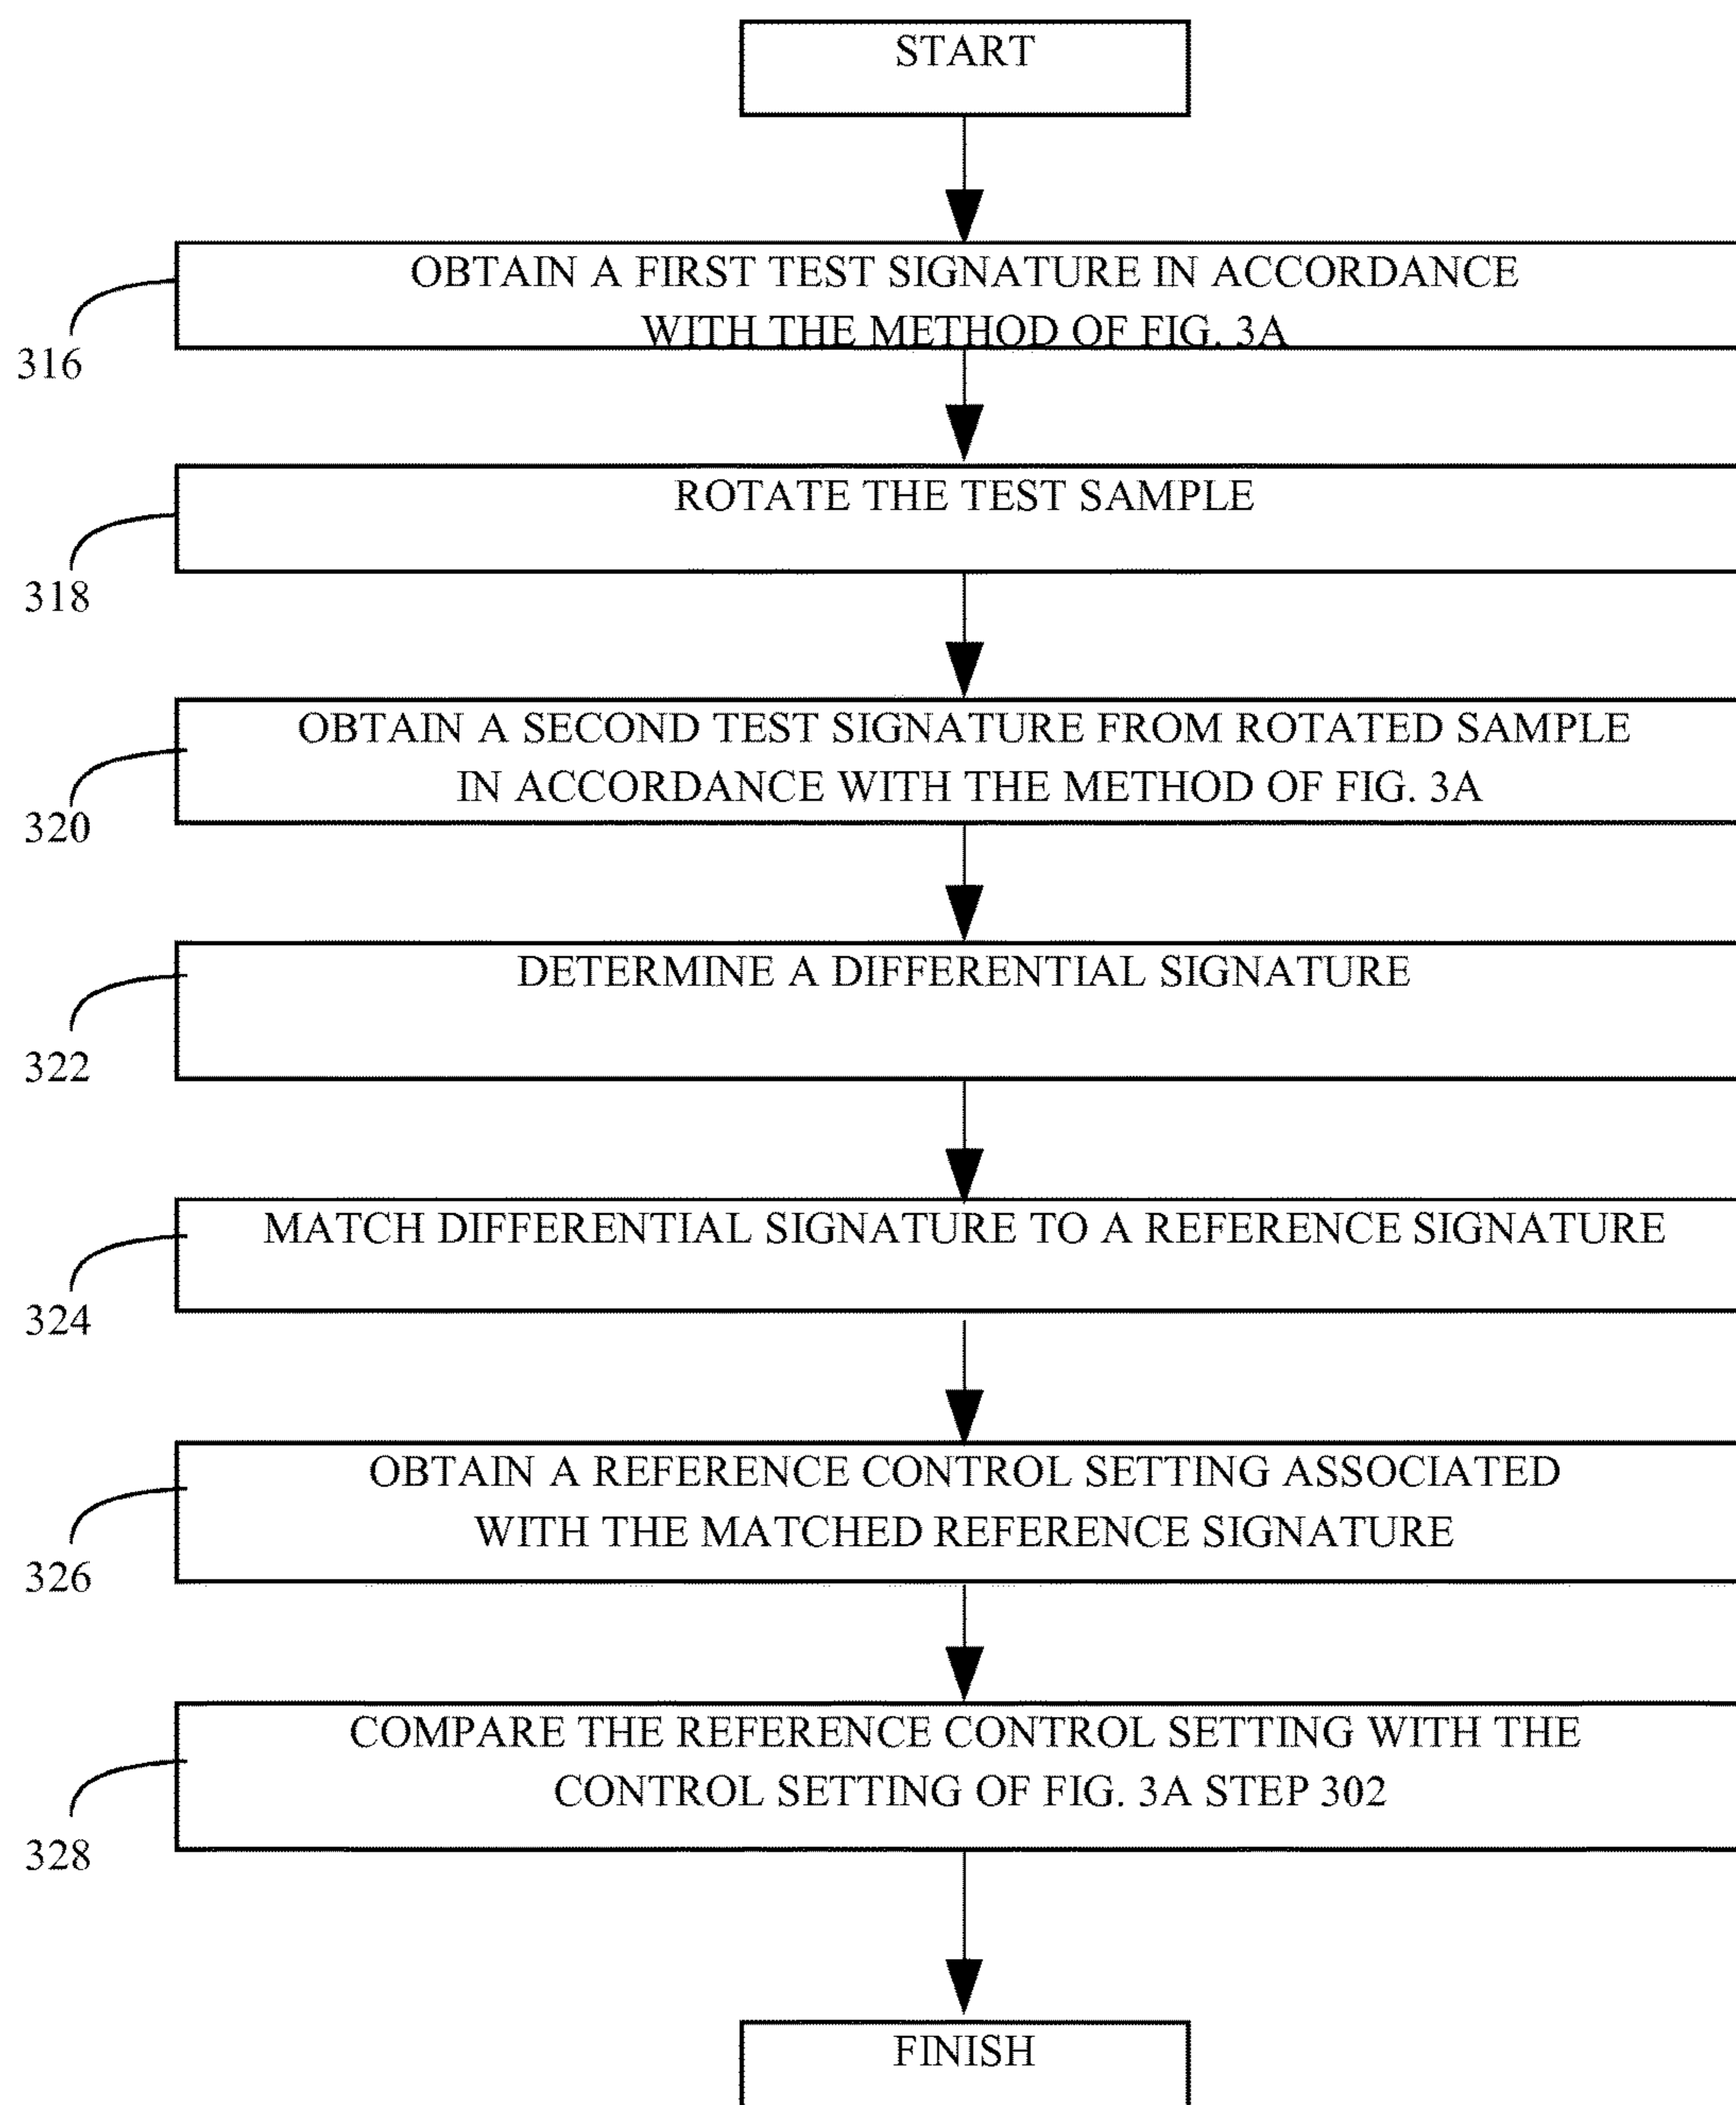 START
OBTAIN A FIRST TEST SIGNATURE IN ACCORDANCE
WITH THE METHOD OF FIG. 3A
316
ROTATE THE TEST SAMPLE
318
OBTAIN A SECOND TEST SIGNATURE FROM ROTATED SAMPLE
IN ACCORDANCE WITH THE METHOD OF FIG. 3A
320
DETERMINE A DIFFERENTIAL SIGNATURE
322
MATCH DIFFERENTIAL SIGNATURE TO A REFERENCE SIGNATURE
324
OBTAIN A REFERENCE CONTROL SETTING ASSOCIATED
WITH THE MATCHED REFERENCE SIGNATURE
326
COMPARE THE REFERENCE CONTROL SETTING WITH THE
CONTROL SETTING OF FIG. 3A STEP 302
328
FINISH